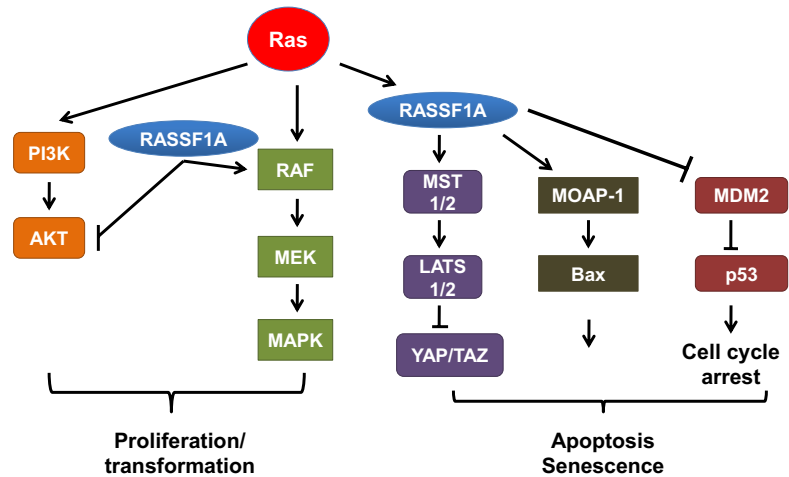 Ras
RASSF1A
RASSF1A
PI3K
RAF
MST
1/2
MOAP-1
MDM2
AKT
MEK
LATS
1/2
Bax
p53
MAPK
YAP/TAZ
Cell cycle
arrest
Proliferation/
transformation
Apoptosis
Senescence